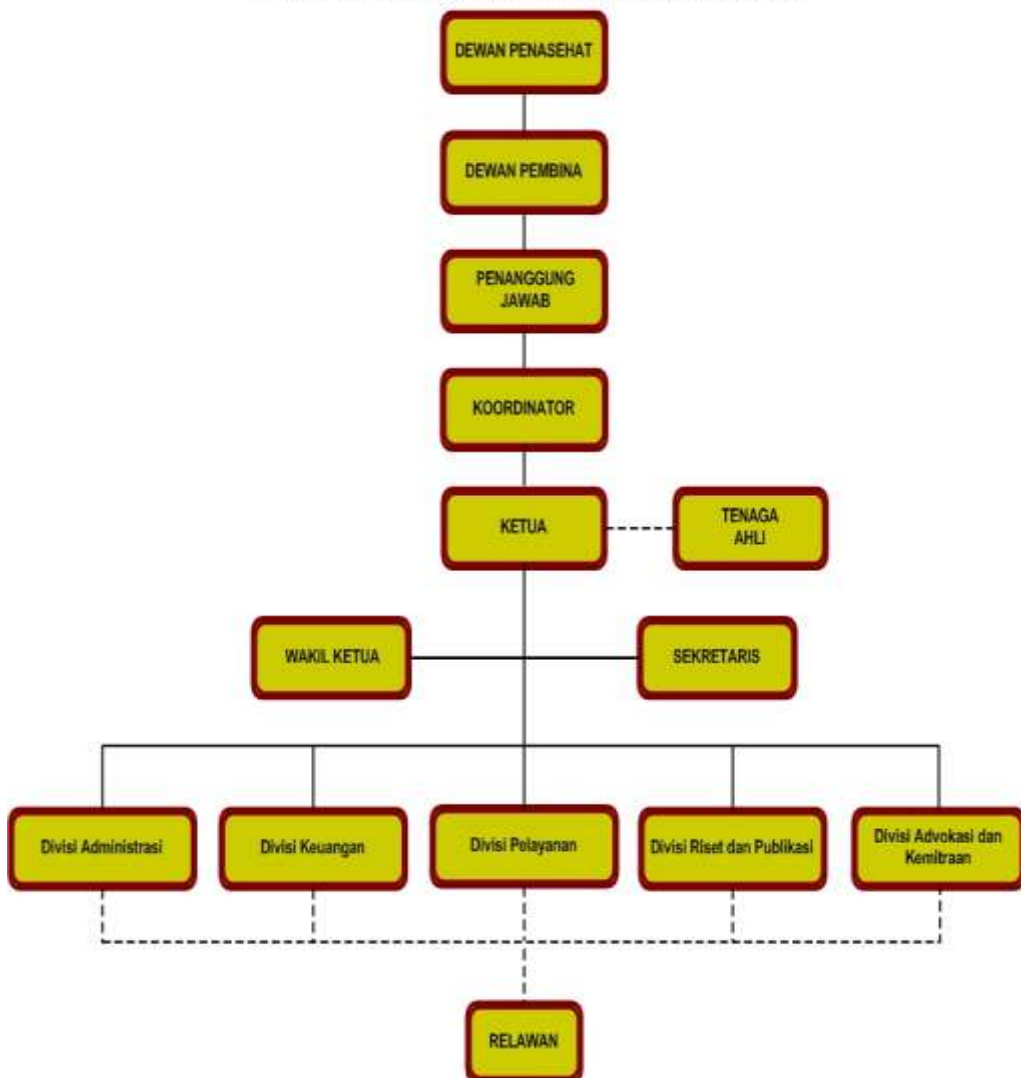 DEWAN PENASEHAT
DEWAN PEMBINA
PENANGGUNG
JAWAB
KOORDINATOR
KETUA
TENAGA
AHLI
WAKIL KETUA
SEKRETARIS
Divisi Administrasi
Divisi Keuangan
Divisi Pelayanan
Divisi Riset dan Publikasi
Divisi Advokasi dan
Kemitraan
RELAWAN